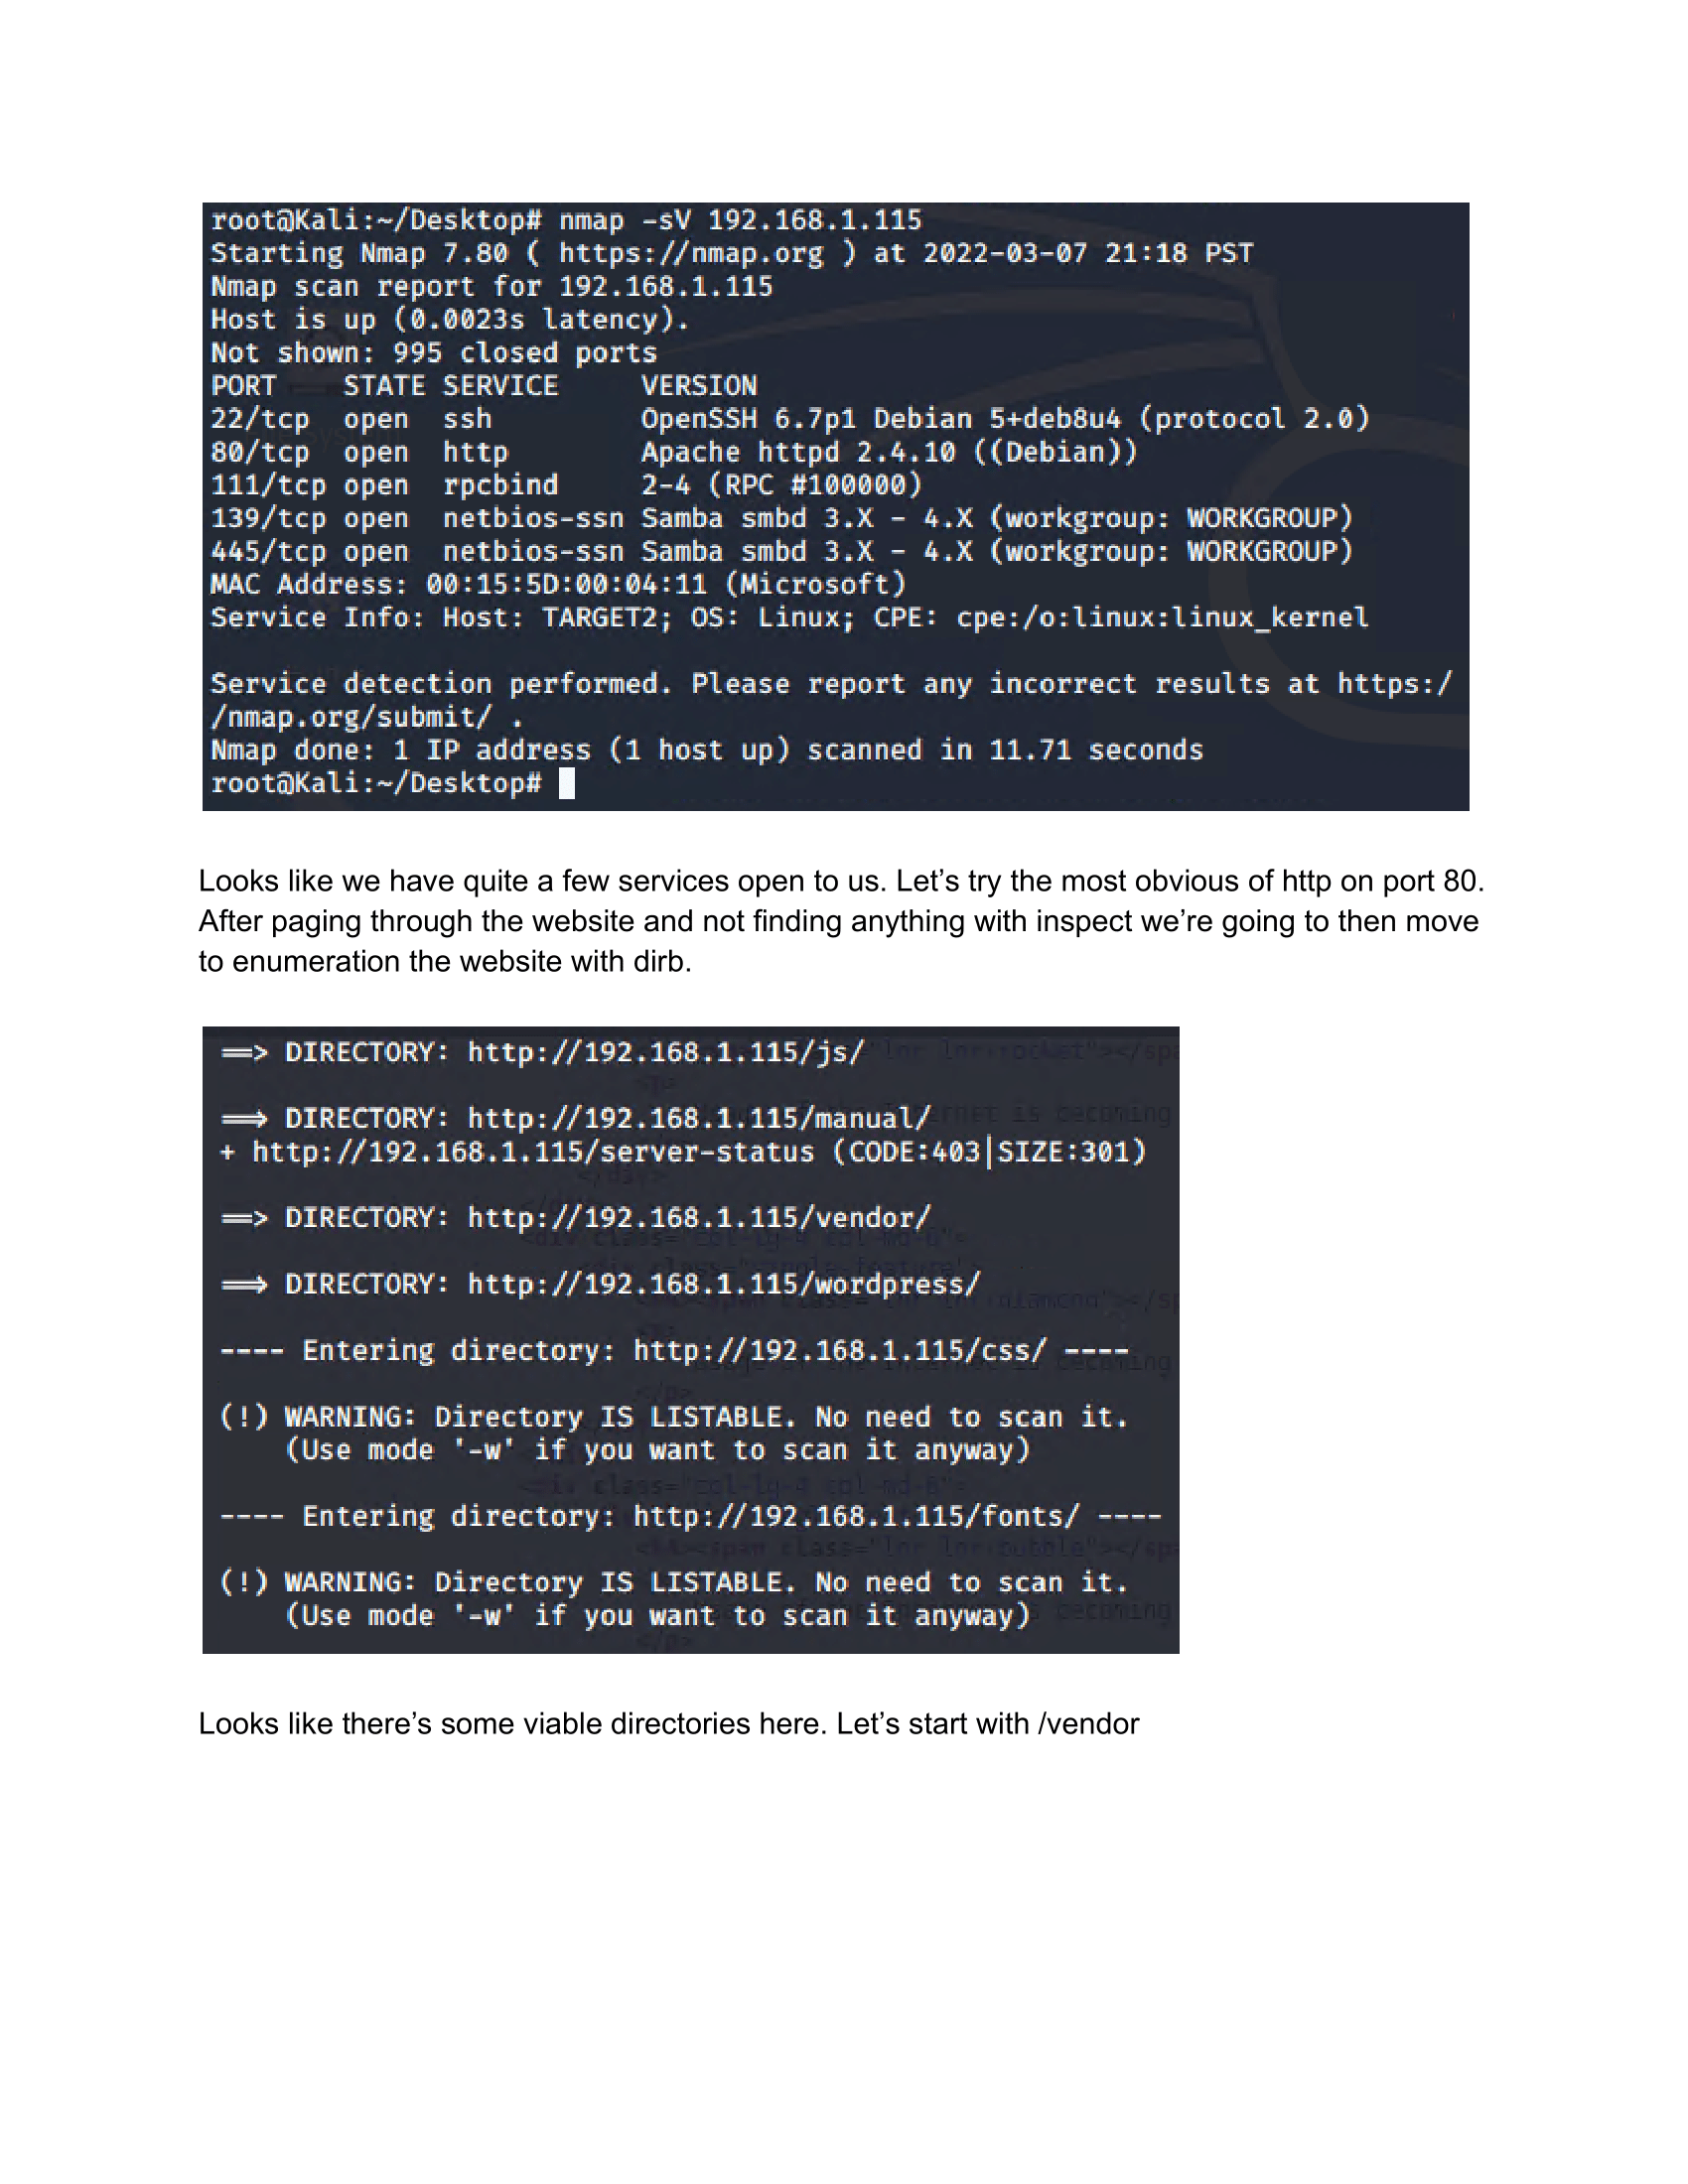 root@Kali:~/Desktop# nmap -sV 192.168.1.115
Starting Nmap 7.80 ( https://nmap.org ) at 2022-03-07 21:18 PST
Nmap scan report for 192.168.1.115
Host is up (0.0023s latency).
Not shown: 995 closed ports
PORT    STATE SERVICE     VERSION
22/tcp  open  ssh         OpenSSH 6.7p1 Debian 5+deb8u4 (protocol 2.0)
80/tcp  open  http        Apache httpd 2.4.10 ((Debian))
111/tcp open  rpcbind     2-4 (RPC #100000)
139/tcp open  netbios-ssn Samba smbd 3.X - 4.X (workgroup: WORKGROUP)
445/tcp open  netbios-ssn Samba smbd 3.X - 4.X (workgroup: WORKGROUP)
MAC Address: 00:15:5D:00:04:11 (Microsoft)
Service Info: Host: TARGET2; OS: Linux; CPE: cpe:/o:linux:linux_kernel
Service detection performed. Please report any incorrect results at https:/
/nmap.org/submit/ .
Nmap done: 1 IP address (1 host up) scanned in 11.71 seconds
root@Kali:~/Desktop#
Looks like we have quite a few services open to us. Let’s try the most obvious of http on port 80.
After paging through the website and not finding anything with inspect we’re going to then move
to enumeration the website with dirb.
==> DIRECTORY: http://192.168.1.115/js/
==> DIRECTORY: http://192.168.1.115/manual/
+ http://192.168.1.115/server-status (CODE:403|SIZE:301)
==> DIRECTORY: http://192.168.1.115/vendor/
==> DIRECTORY: http://192.168.1.115/wordpress/
---- Entering directory: http://192.168.1.115/css/ ----
(!) WARNING: Directory IS LISTABLE. No need to scan it.
(Use mode '-w' if you want to scan it anyway)
---- Entering directory: http://192.168.1.115/fonts/ ----
(!) WARNING: Directory IS LISTABLE. No need to scan it.
(Use mode '-w' if you want to scan it anyway)
Looks like there’s some viable directories here. Let’s start with /vendor